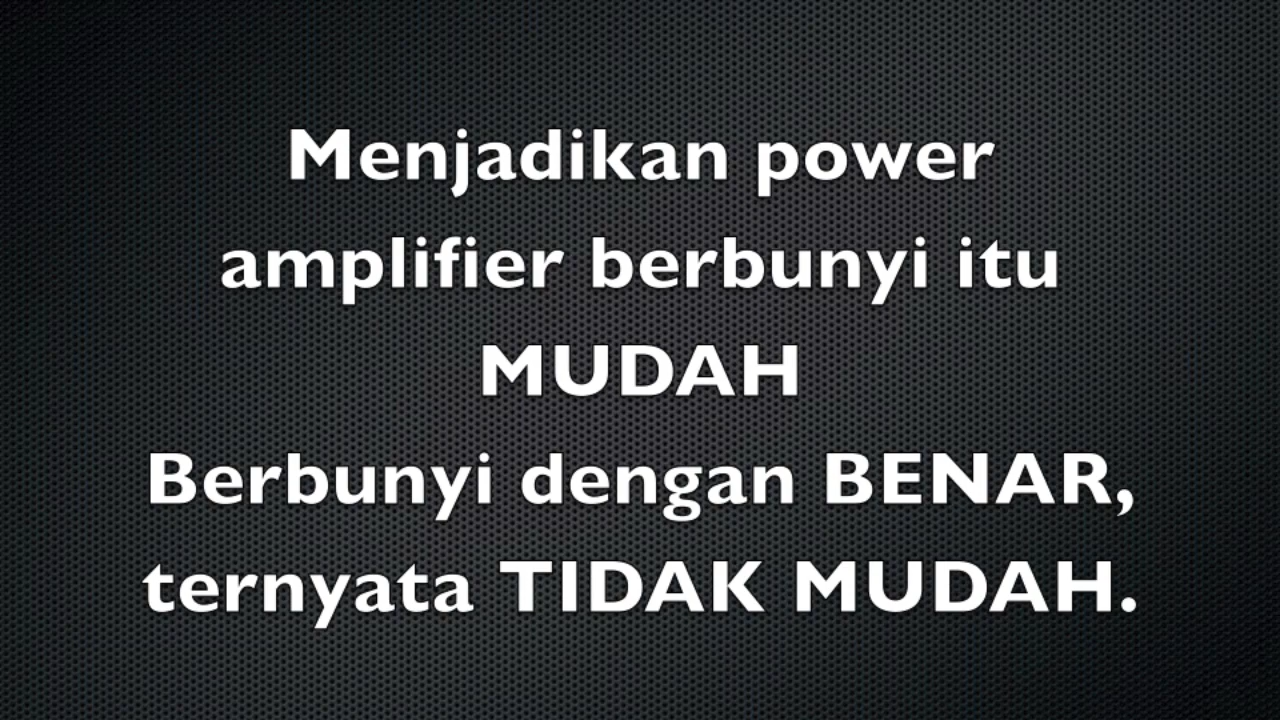 Menjadikan power
amplifier berbunyi itu
MUDAH
Berbunyi dengan BENAR,
ternyata TIDAK MUDAH.